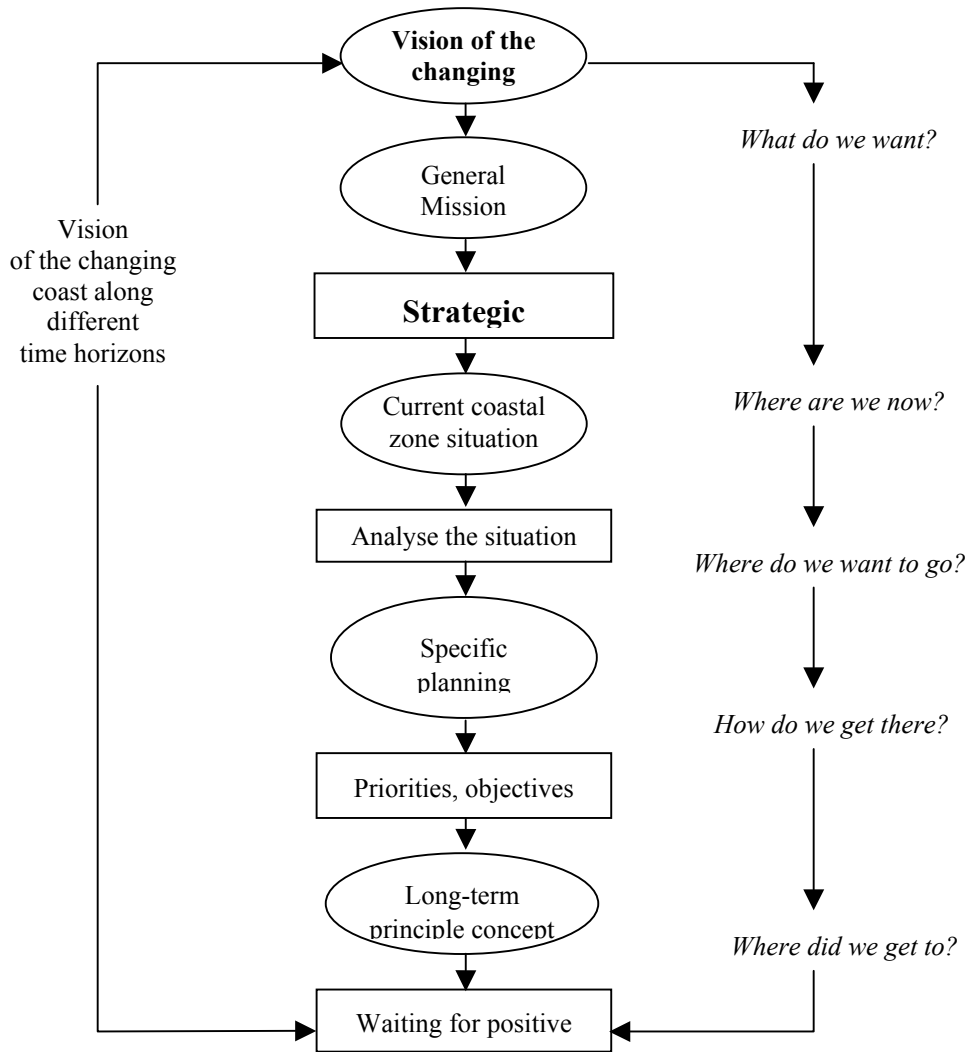 Vision of the
changing
What do we want?
General
Mission
Vision
of the changing
coast along
different
time horizons
Strategic
Current coastal
zone situation
Where are we now?
Analyse the situation
Where do we want to go?
Specific
planning
How do we get there?
Priorities, objectives
Long-term
principle concept
Where did we get to?
Waiting for positive